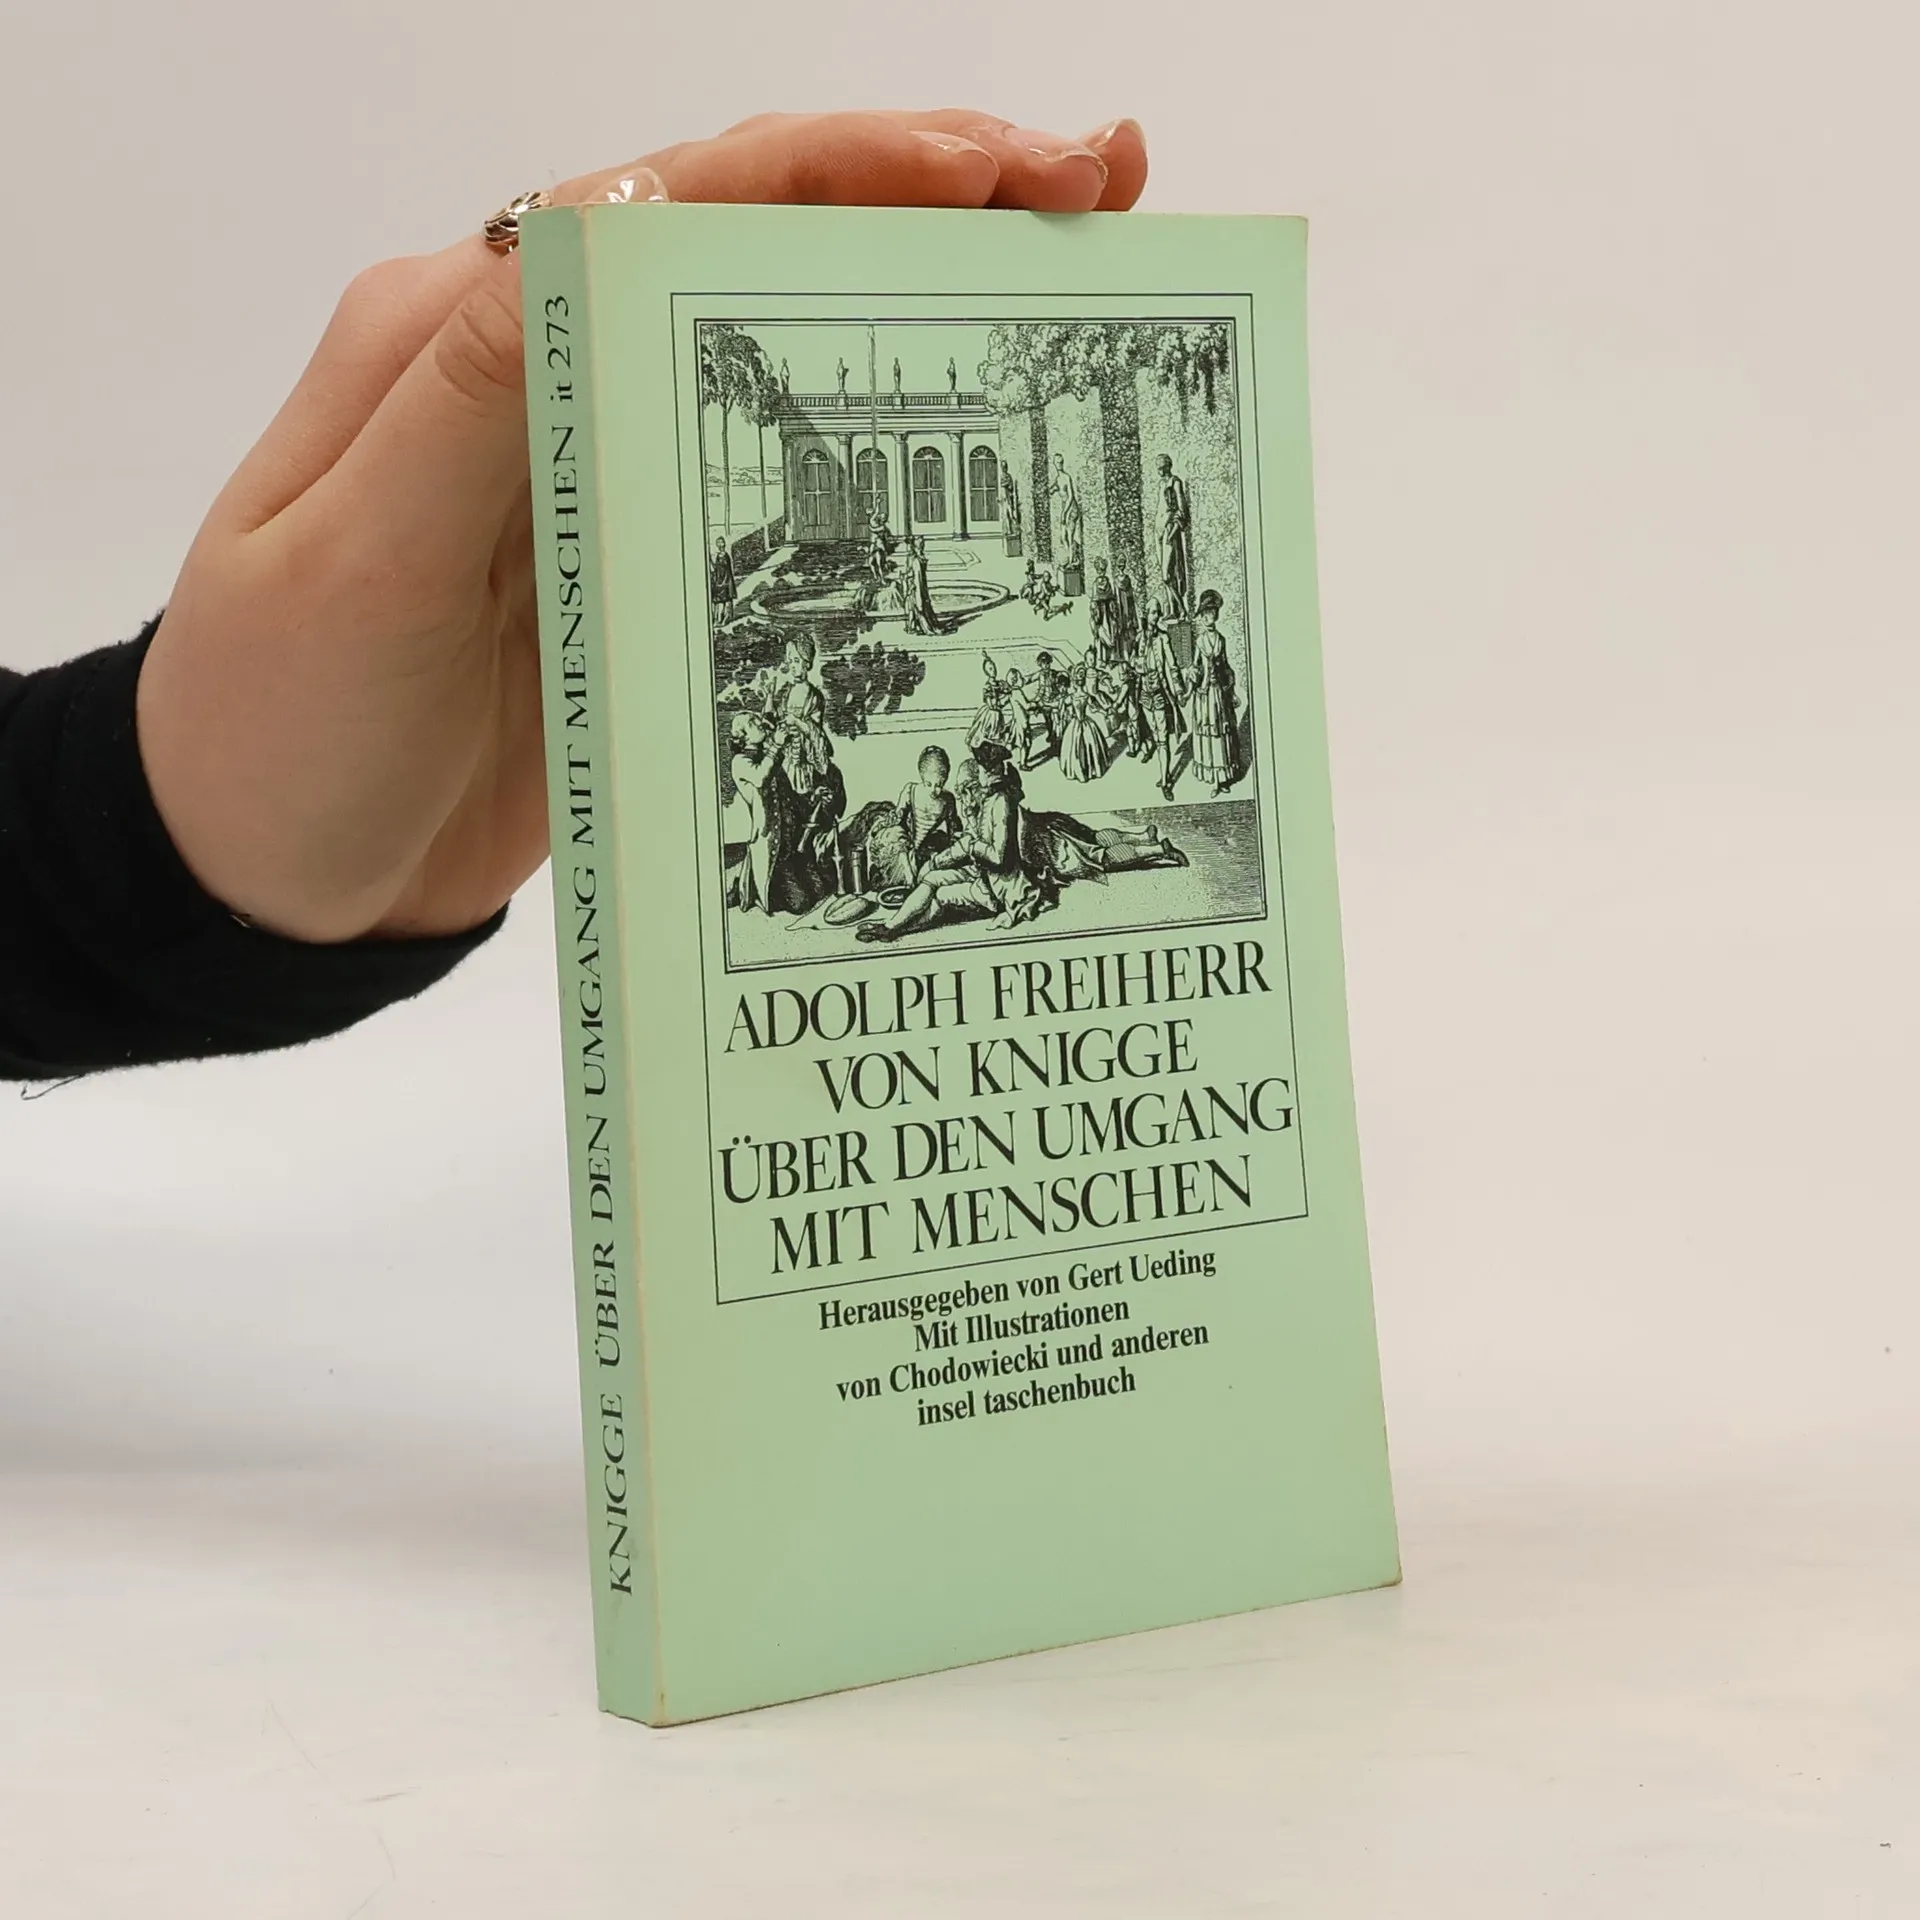 KNIGGE ÜBER DEN UMGANG MIT MENSCHEN it 273
ADOLPH FREIHERR
VON KNIGGE
ÜBER DEN UMGANG
MIT MENSCHEN
Herausgegeben von Gert Ueding
Mit Illustrationen
von Chodowiecki und anderen
insel taschenbuch